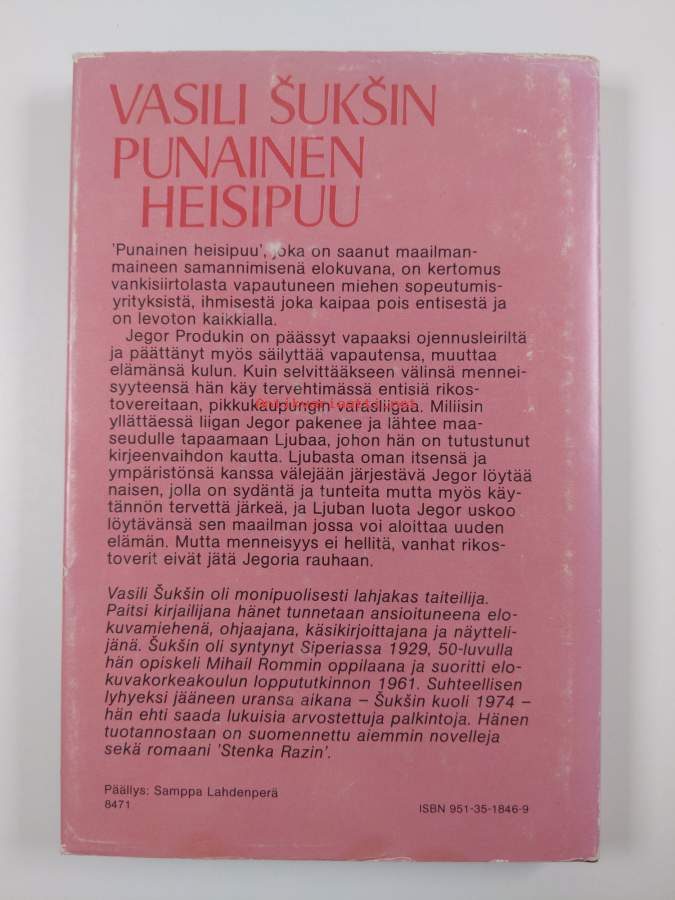 VASILI ŠUKŠIN
PUNAINEN
HEISIPUU
'Punainen heisipuu', joka on saanut maailman-
maineen samannimisenä elokuvana, on kertomus
vankisiirtolasta vapautuneen miehen sopeutumis-
yrityksistä, ihmisestä joka kaipaa pois entisestä ja
on levoton kaikkialla.
Jegor Produkin on päässyt vapaaksi ojennusleiriltä
ja päättänyt myös säilyttää vapautensa, muuttaa
elämänsä kulun. Kuin selvittääkseen välinsä mennei-
syyteensä hän käy tervehtimässä entisiä rikos-
tovereitaan, pikkukaupungin varasliigaa. Miliisin
antikvariaatti.net
yllättäessä liigan Jegor pakenee ja lähtee maa-
seudulle tapaamaan Ljubaa, johon hän on tutustunut
kirjeenvaihdon kautta. Ljubasta oman itsensä ja
ympäristönsä kanssa välejään järjestävä Jegor löytää
naisen, jolla on sydäntä ja tunteita mutta myös käy-
tännön tervettä järkeä, ja Ljuban luota Jegor uskoo
löytävänsä sen maailman jossa voi aloittaa uuden
elämän. Mutta menneisyys ei hellitä, vanhat rikos-
toverit eivät jätä Jegoria rauhaan.
Vasili Šukšin oli monipuolisesti lahjakas taiteilija.
Paitsi kirjailijana hänet tunnetaan ansioituneena elo-
kuvamiehenä, ohjaajana, käsikirjoittajana ja näytteli-
jänä. Šukšin oli syntynyt Siperiassa 1929, 50-luvulla
hän opiskeli Mihail Rommin oppilaana ja suoritti elo-
kuvakorkeakoulun lopputtutkinnon 1961. Suhteellisen
lyhyeksi jääneen uransa aikana – Šukšin kuoli 1974 –
hän ehti saada lukuisia arvostettuja palkintoja. Hänen
tuotannostaan on suomennettu aiemmin novelleja
sekä romaani 'Stenka Razin'.
Päällys: Samppa Lahdenperä
8471
ISBN 951-35-1846-9